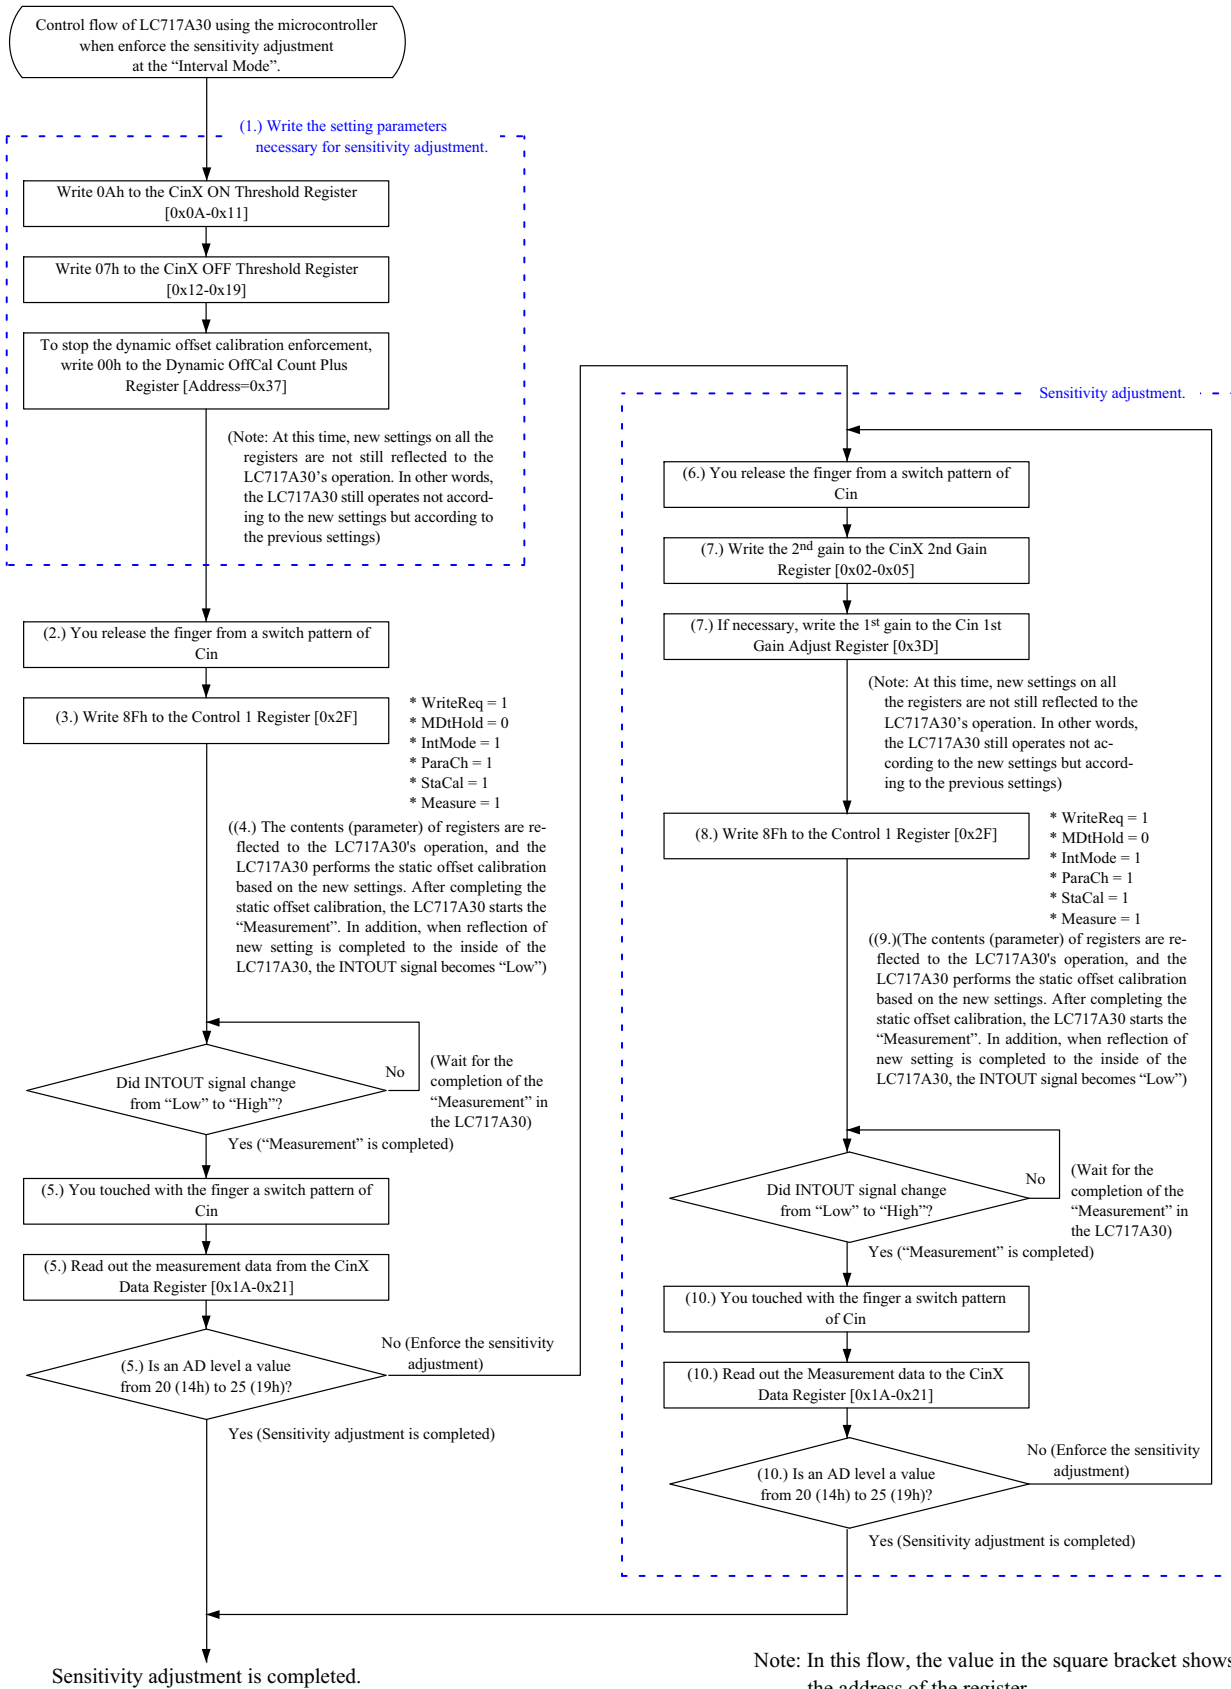 Control flow of LC717A30 using the microcontroller
when enforce the sensitivity adjustment
at the “Interval Mode”.
(1.) Write the setting parameters
necessary for sensitivity adjustment.
Write 0Ah to the CinX ON Threshold Register
[0x0A-0x11]
Write 07h to the CinX OFF Threshold Register
[0x12-0x19]
To stop the dynamic offset calibration enforcement,
write 00h to the Dynamic OffCal Count Plus
Register [Address=0x37]
(Note: At this time, new settings on all the
registers are not still reflected to the
LC717A30’s operation. In other words,
the LC717A30 still operates not accord-
ing to the new settings but according to
the previous settings)
(2.) You release the finger from a switch pattern of
Cin
(3.) Write 8Fh to the Control 1 Register [0x2F]
* WriteReq = 1
* MDtHold = 0
* IntMode = 1
* ParaCh = 1
* StaCal = 1
* Measure = 1
((4.) The contents (parameter) of registers are re-
flected to the LC717A30's operation, and the
LC717A30 performs the static offset calibration
based on the new settings. After completing the
static offset calibration, the LC717A30 starts the
“Measurement”. In addition, when reflection of
new setting is completed to the inside of the
LC717A30, the INTOUT signal becomes “Low”)
Did INTOUT signal change
from “Low” to “High”?
No
(Wait for the
completion of the
“Measurement” in
the LC717A30)
Yes (“Measurement” is completed)
(5.) You touched with the finger a switch pattern of
Cin
(5.) Read out the measurement data from the CinX
Data Register [0x1A-0x21]
(5.) Is an AD level a value
from 20 (14h) to 25 (19h)?
No (Enforce the sensitivity
adjustment)
Yes (Sensitivity adjustment is completed)
Sensitivity adjustment is completed.
Sensitivity adjustment.
(6.) You release the finger from a switch pattern of
Cin
(7.) Write the 2nd gain to the CinX 2nd Gain
Register [0x02-0x05]
(7.) If necessary, write the 1st gain to the Cin 1st
Gain Adjust Register [0x3D]
(Note: At this time, new settings on all
the registers are not still reflected to the
LC717A30’s operation. In other words,
the LC717A30 still operates not ac-
cording to the new settings but accord-
ing to the previous settings)
(8.) Write 8Fh to the Control 1 Register [0x2F]
* WriteReq = 1
* MDtHold = 0
* IntMode = 1
* ParaCh = 1
* StaCal = 1
* Measure = 1
((9.)(The contents (parameter) of registers are re-
flected to the LC717A30's operation, and the
LC717A30 performs the static offset calibration
based on the new settings. After completing the
static offset calibration, the LC717A30 starts the
“Measurement”. In addition, when reflection of
new setting is completed to the inside of the
LC717A30, the INTOUT signal becomes “Low”)
Did INTOUT signal change
from “Low” to “High”?
No
(Wait for the
completion of the
“Measurement” in
the LC717A30)
Yes (“Measurement” is completed)
(10.) You touched with the finger a switch pattern
of Cin
(10.) Read out the Measurement data to the CinX
Data Register [0x1A-0x21]
(10.) Is an AD level a value
from 20 (14h) to 25 (19h)?
No (Enforce the sensitivity
adjustment)
Yes (Sensitivity adjustment is completed)
Note: In this flow, the value in the square bracket shows
the address of the register